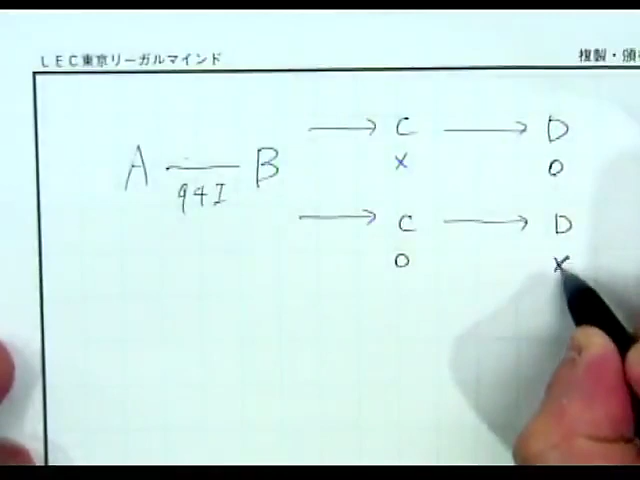 LEC東京リーガルマインド
複製・頒
→ C → D
A — B
94I
× ○
→ C → D
○ ×